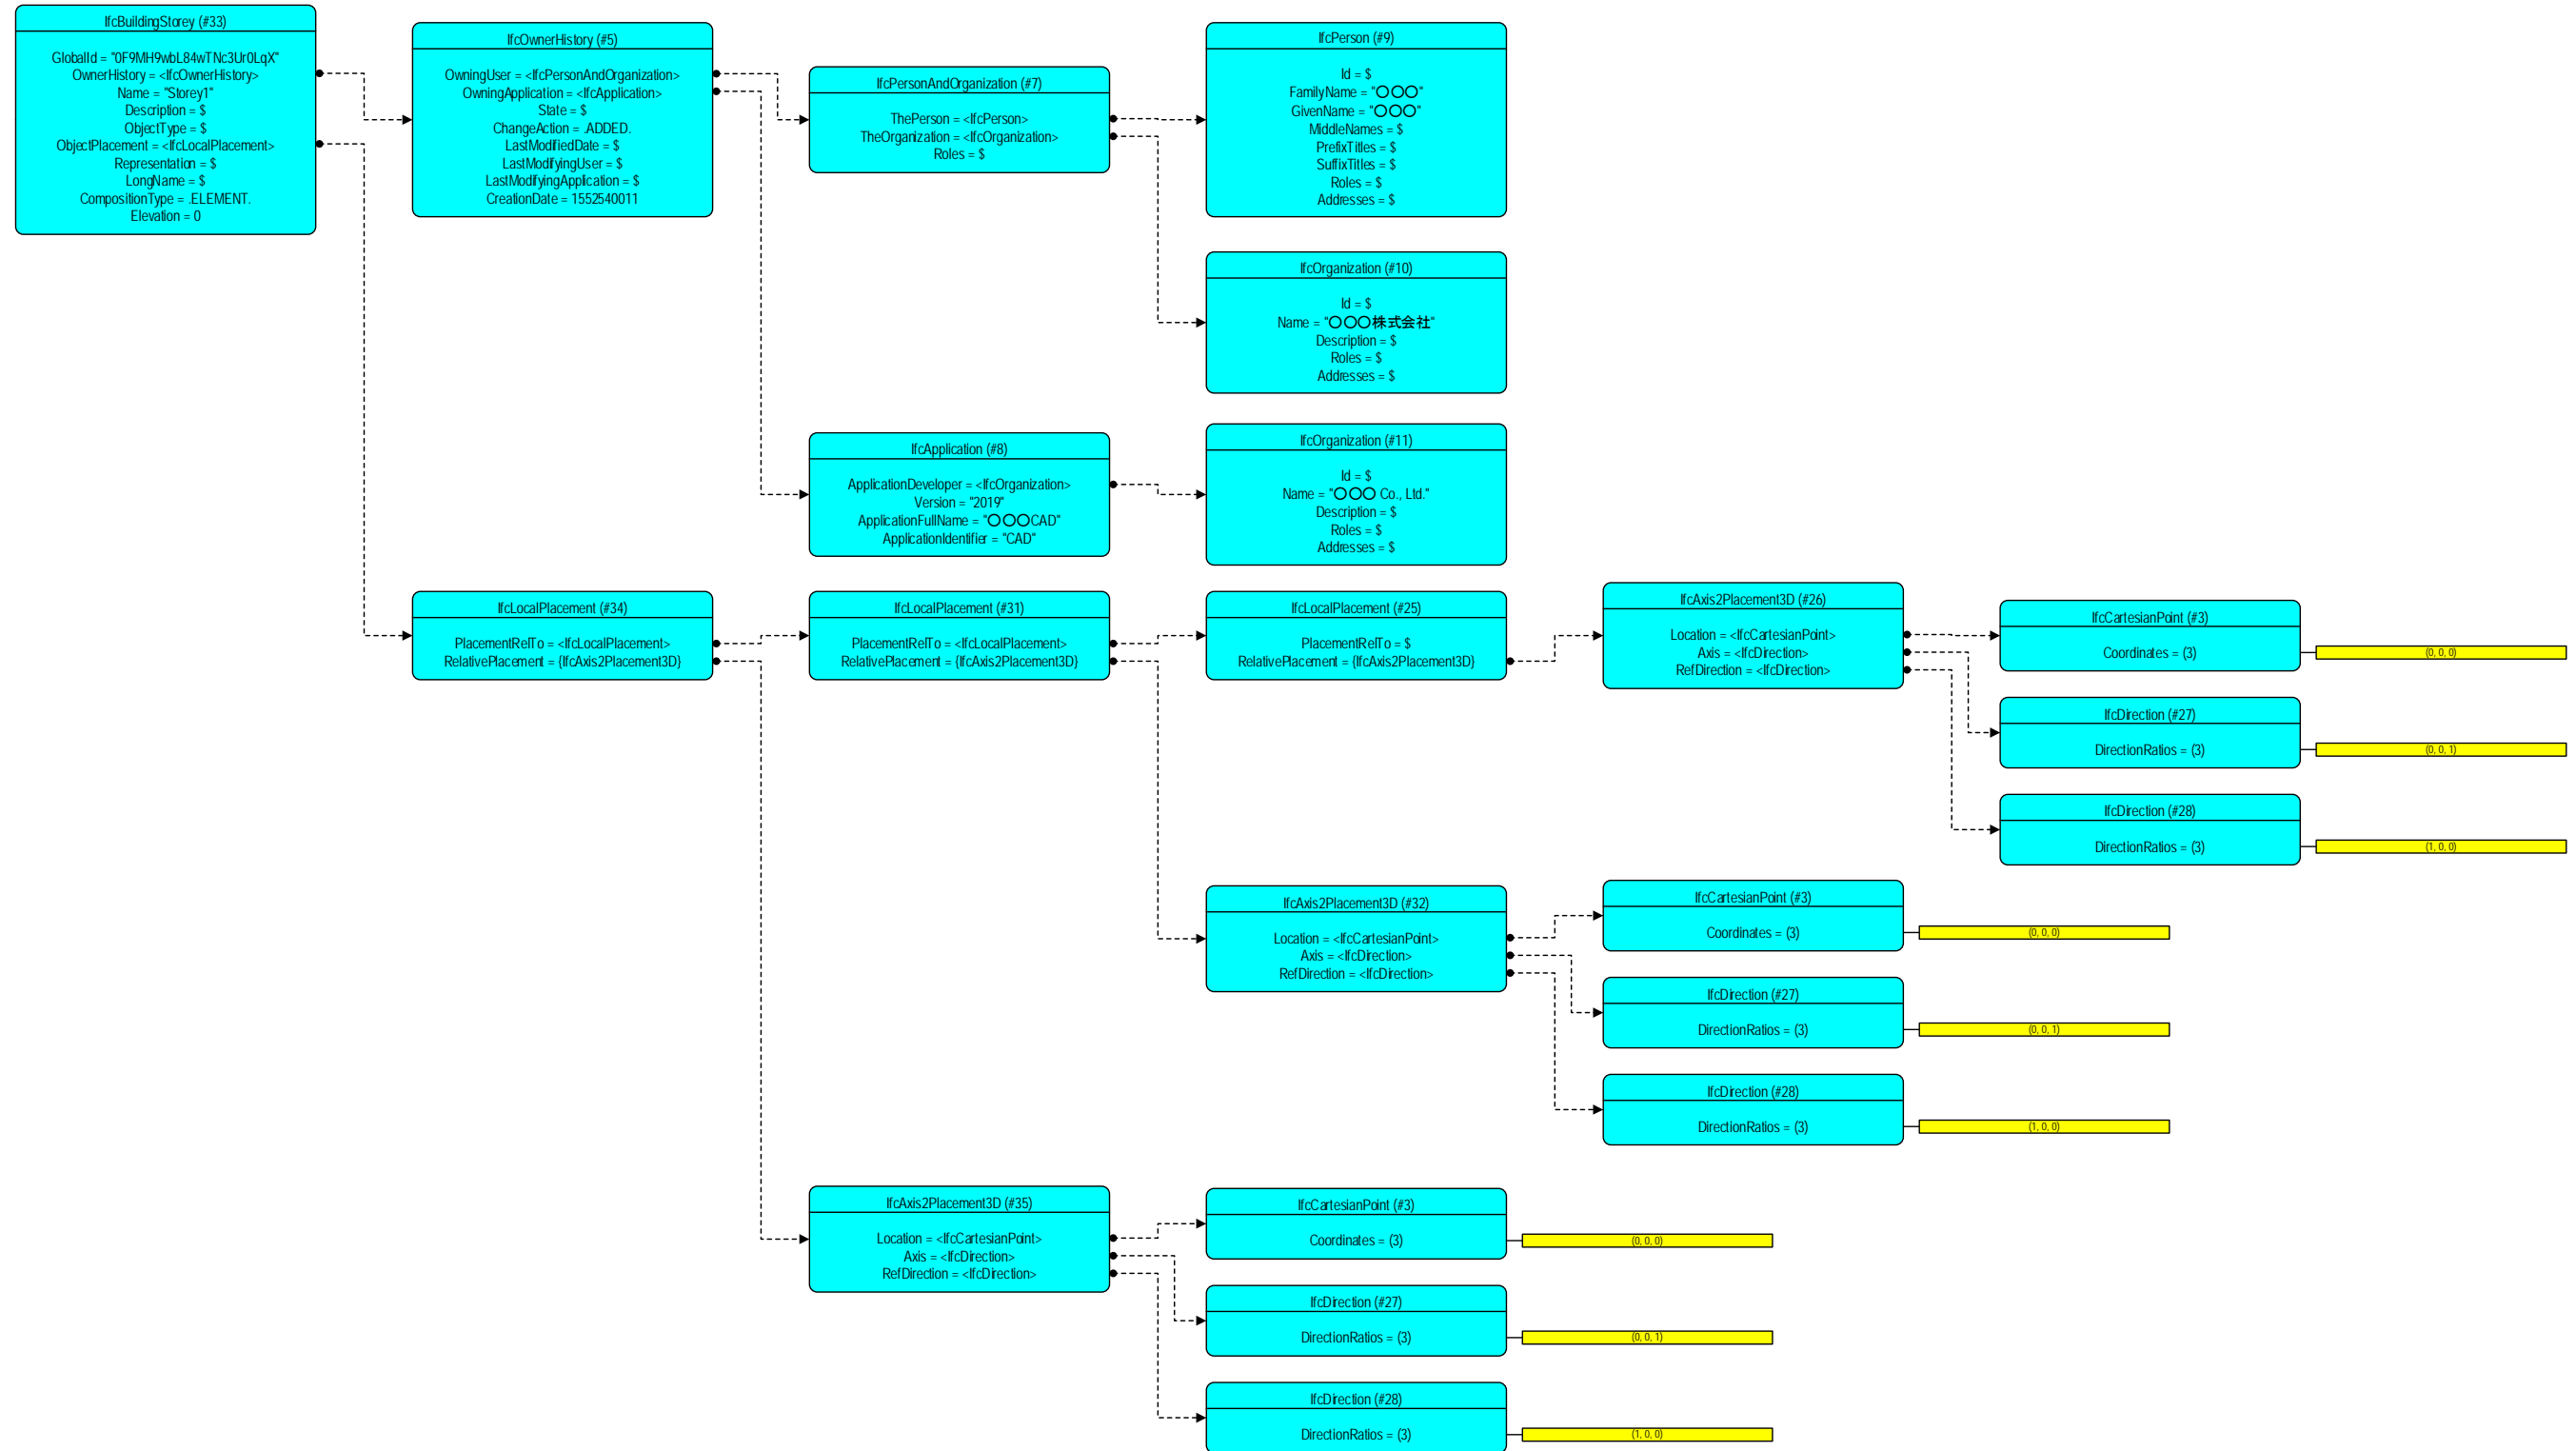 IfcBuildingStorey (#33)
GlobalId = "0F9MH9wbL84wTNc3Ur0LqX"
OwnerHistory = <IfcOwnerHistory>
Name = "Storey1"
Description = $
ObjectType = $
ObjectPlacement = <IfcLocalPlacement>
Representation = $
LongName = $
CompositionType = .ELEMENT.
Elevation = 0
IfcOwnerHistory (#5)
OwningUser = <IfcPersonAndOrganization>
OwningApplication = <IfcApplication>
State = $
ChangeAction = .ADDED.
LastModifiedDate = $
LastModifyingUser = $
LastModifyingApplication = $
CreationDate = 1552540011
IfcPersonAndOrganization (#7)
ThePerson = <IfcPerson>
TheOrganization = <IfcOrganization>
Roles = $
IfcPerson (#9)
Id = $
FamilyName = "〇〇〇"
GivenName = "〇〇〇"
MiddleNames = $
PrefixTitles = $
SuffixTitles = $
Roles = $
Addresses = $
IfcOrganization (#10)
Id = $
Name = "〇〇〇株式会社"
Description = $
Roles = $
Addresses = $
IfcApplication (#8)
ApplicationDeveloper = <IfcOrganization>
Version = "2019"
ApplicationFullName = "〇〇〇CAD"
ApplicationIdentifier = "CAD"
IfcOrganization (#11)
Id = $
Name = "〇〇〇 Co., Ltd."
Description = $
Roles = $
Addresses = $
IfcLocalPlacement (#34)
PlacementRelTo = <IfcLocalPlacement>
RelativePlacement = {IfcAxis2Placement3D}
IfcLocalPlacement (#31)
PlacementRelTo = <IfcLocalPlacement>
RelativePlacement = {IfcAxis2Placement3D}
IfcLocalPlacement (#25)
PlacementRelTo = $
RelativePlacement = {IfcAxis2Placement3D}
IfcAxis2Placement3D (#26)
Location = <IfcCartesianPoint>
Axis = <IfcDirection>
RefDirection = <IfcDirection>
IfcCartesianPoint (#3)
Coordinates = (3)
(0, 0, 0)
IfcDirection (#27)
DirectionRatios = (3)
(0, 0, 1)
IfcDirection (#28)
DirectionRatios = (3)
(1, 0, 0)
IfcAxis2Placement3D (#32)
Location = <IfcCartesianPoint>
Axis = <IfcDirection>
RefDirection = <IfcDirection>
IfcCartesianPoint (#3)
Coordinates = (3)
(0, 0, 0)
IfcDirection (#27)
DirectionRatios = (3)
(0, 0, 1)
IfcDirection (#28)
DirectionRatios = (3)
(1, 0, 0)
IfcAxis2Placement3D (#35)
Location = <IfcCartesianPoint>
Axis = <IfcDirection>
RefDirection = <IfcDirection>
IfcCartesianPoint (#3)
Coordinates = (3)
(0, 0, 0)
IfcDirection (#27)
DirectionRatios = (3)
(0, 0, 1)
IfcDirection (#28)
DirectionRatios = (3)
(1, 0, 0)